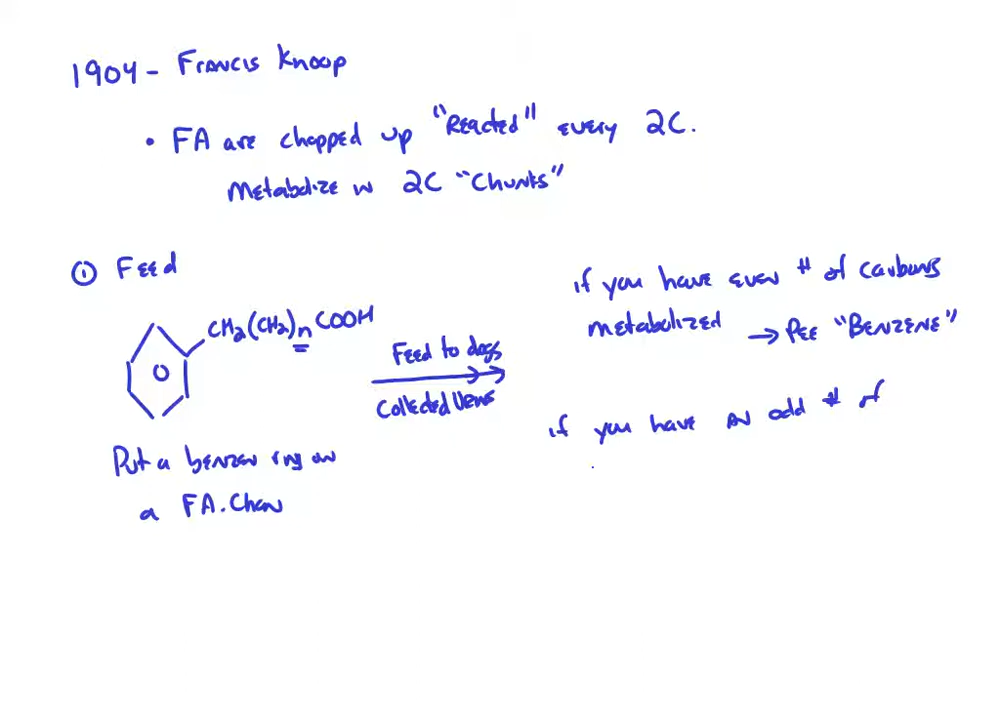 1904 - Francis Knoop
• FA are chopped up "Reacted" every 2C.
Metabolize in 2C "Chunks"
① Feed
CH2(CH2)n COOH
Feed to dogs
Collected Urine
Put a benzen ring on
a FA. Chain
if you have even # of carbons
metabolized → Pee "BENZENE"
if you have an odd # of